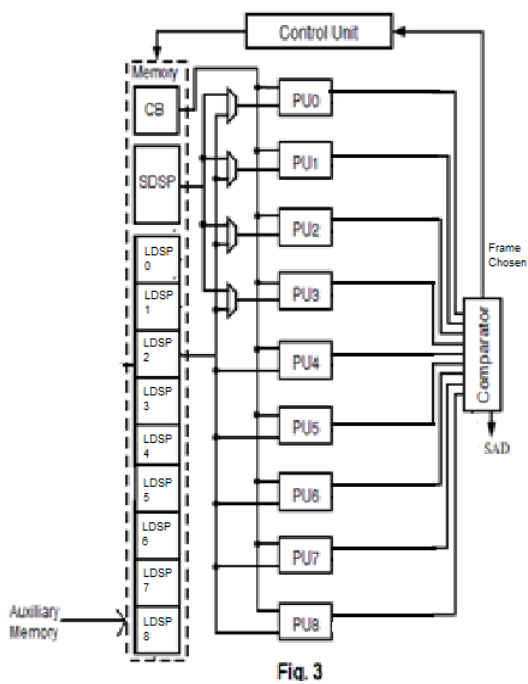 Control Unit
Memory
CB
SDSP
LDSP
0
LDSP
1
LDSP
2
LDSP
3
LDSP
4
LDSP
5
LDSP
6
LDSP
7
LDSP
8
Auxiliary
Memory
PU0
PU1
PU2
PU3
PU4
PU5
PU6
PU7
PU8
Frame
Chosen
Comparator
SAD
Fig. 3